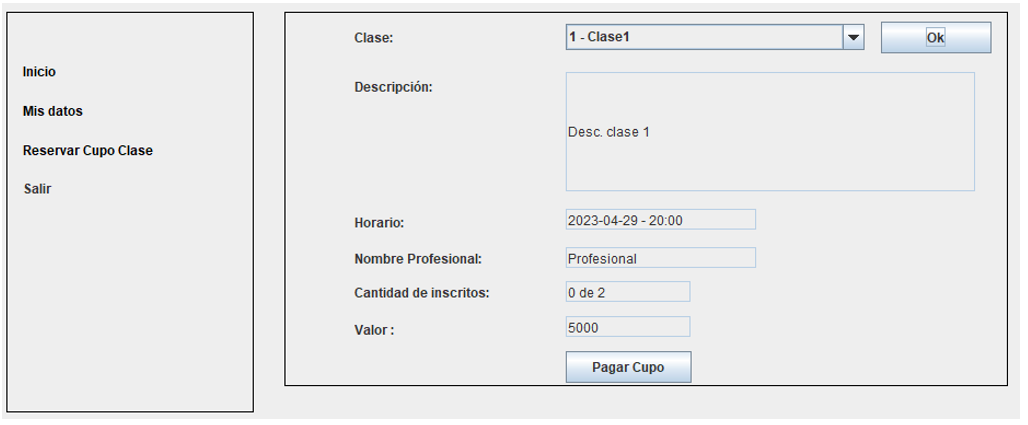 Inicio
Mis datos
Reservar Cupo Clase
Salir
Clase: 1 - Clase1 Ok
Descripción: Desc. clase 1
Horario: 2023-04-29 - 20:00
Nombre Profesional: Profesional
Cantidad de inscritos: 0 de 2
Valor : 5000
Pagar Cupo